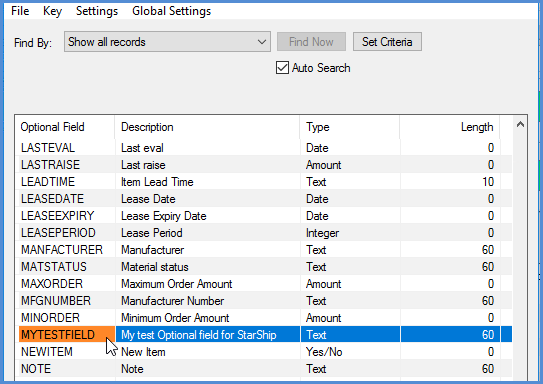 File Key Settings Global Settings
Find By: Show all records Find Now Set Criteria
Auto Search
Optional Field Description Type Length
LASTEVAL Last eval Date 0
LASTRAISE Last raise Amount 0
LEADTIME Item Lead Time Text 10
LEASEDATE Lease Date Date 0
LEASEEXPIRY Lease Expiry Date Date 0
LEASEPERIOD Lease Period Integer 0
MANFACTURER Manufacturer Text 60
MATSTATUS Material status Text 60
MAXORDER Maximum Order Amount Amount 0
MFGNUMBER Manufacturer Number Text 60
MINORDER Minimum Order Amount Amount 0
MYTESTFIELD My test Optional field for StarShip Text 60
NEWITEM New Item Yes/No 0
NOTE Note Text 60